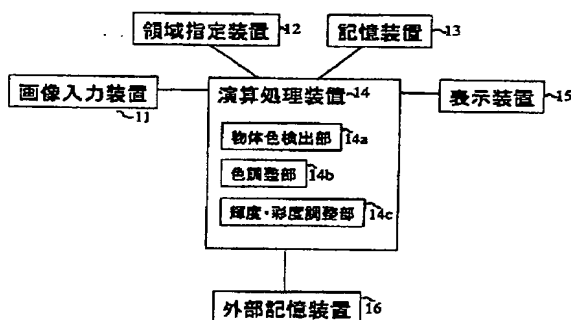 領域指定装置 12
記憶装置 13
画像入力装置 11
演算処理装置 14
表示装置 15
物体色検出部 14a
色調整部 14b
輝度・彩度調整部 14c
外部記憶装置 16